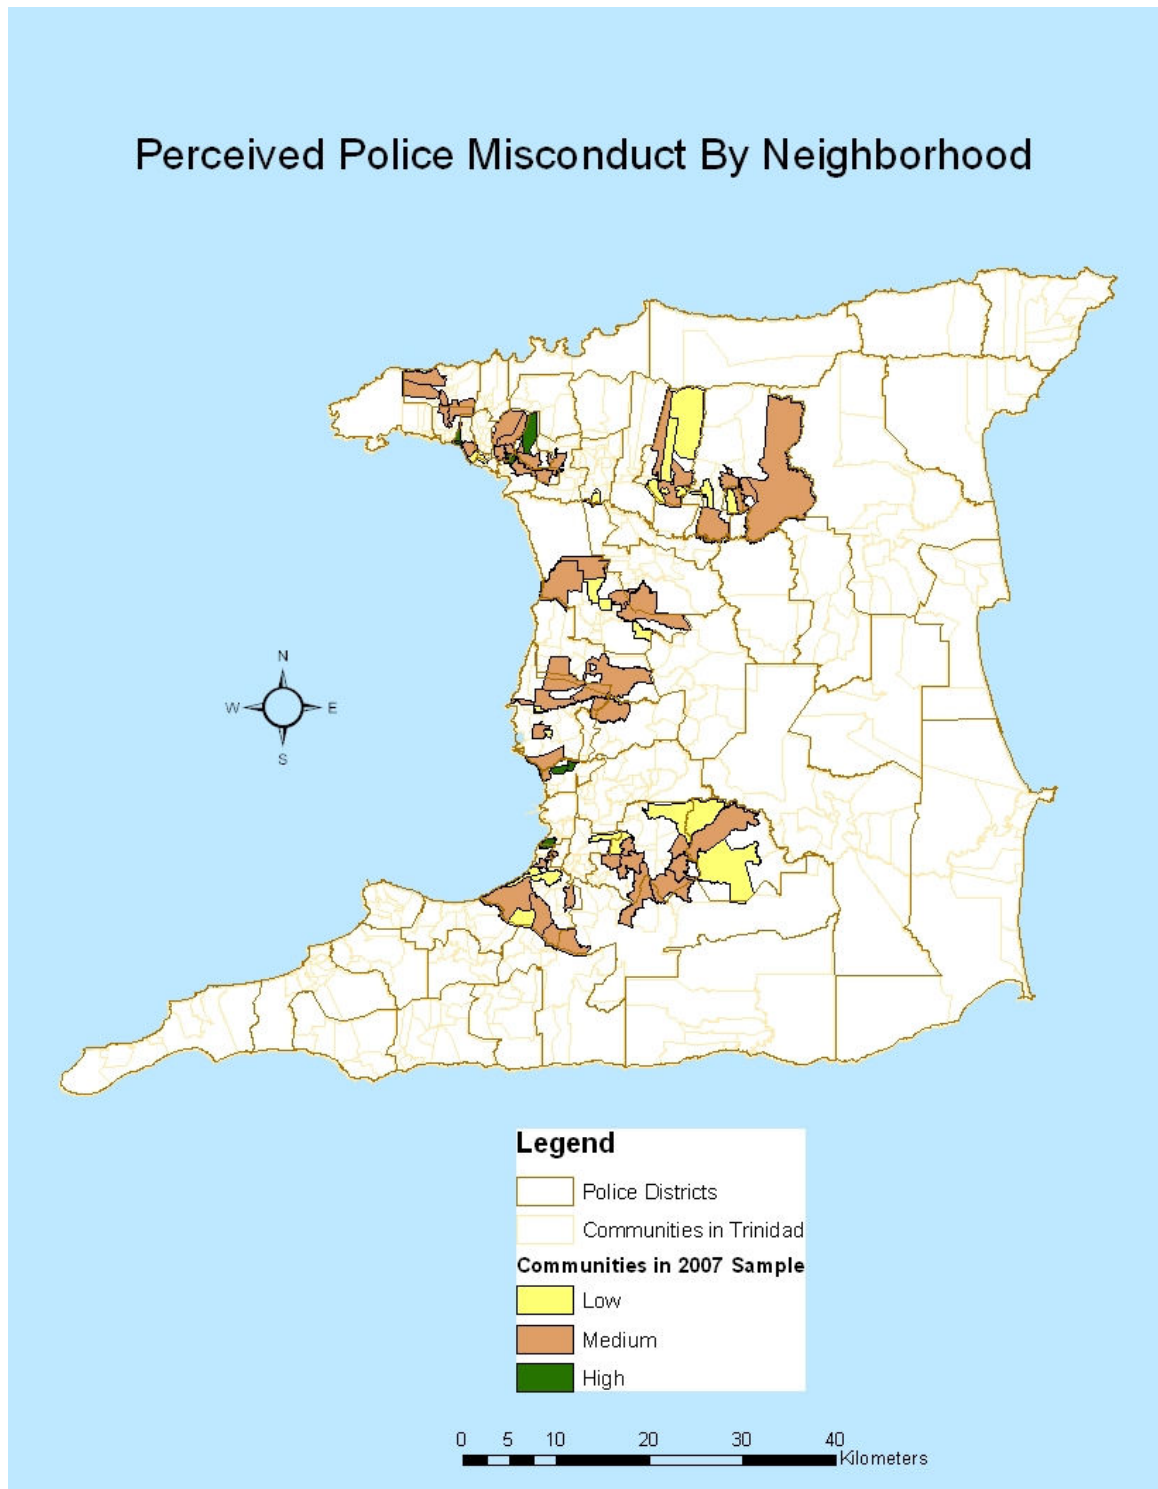 Perceived Police Misconduct By Neighborhood
N
W E
S
Legend
Police Districts
Communities in Trinidad
Communities in 2007 Sample
Low
Medium
High
0 5 10 20 30 40
Kilometers